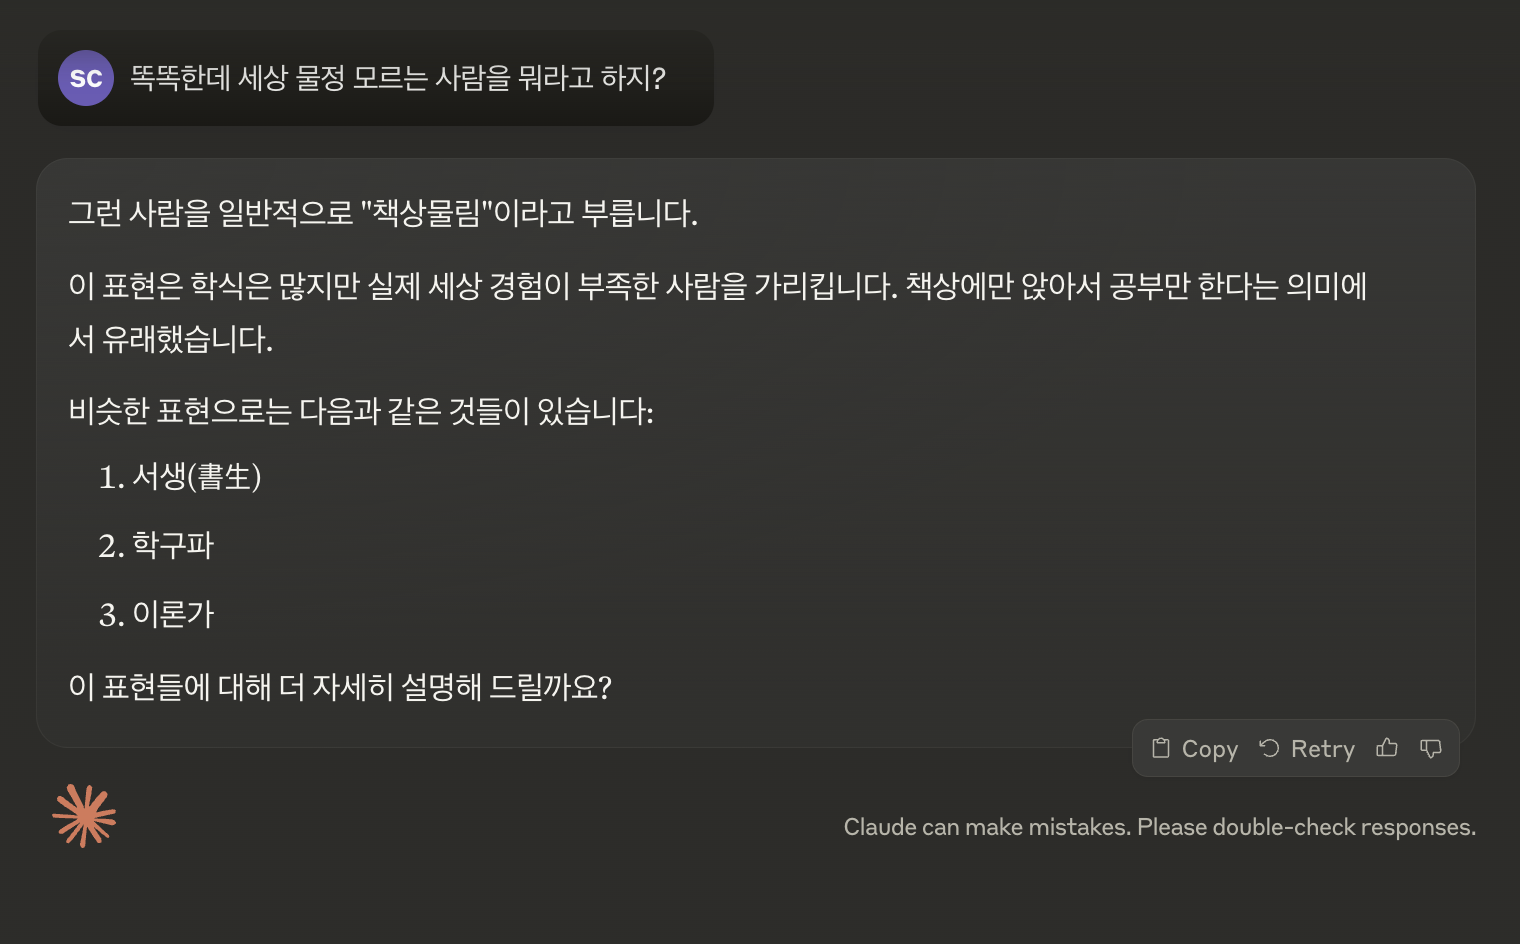 SC 똑똑한데 세상 물정 모르는 사람을 뭐라고 하지?
그런 사람을 일반적으로 "책상물림"이라고 부릅니다.
이 표현은 학식은 많지만 실제 세상 경험이 부족한 사람을 가리킵니다. 책상에만 앉아서 공부만 한다는 의미에
서 유래했습니다.
비슷한 표현으로는 다음과 같은 것들이 있습니다:
1. 서생(書生)
2. 학구파
3. 이론가
이 표현들에 대해 더 자세히 설명해 드릴까요?
Copy Retry
Claude can make mistakes. Please double-check responses.